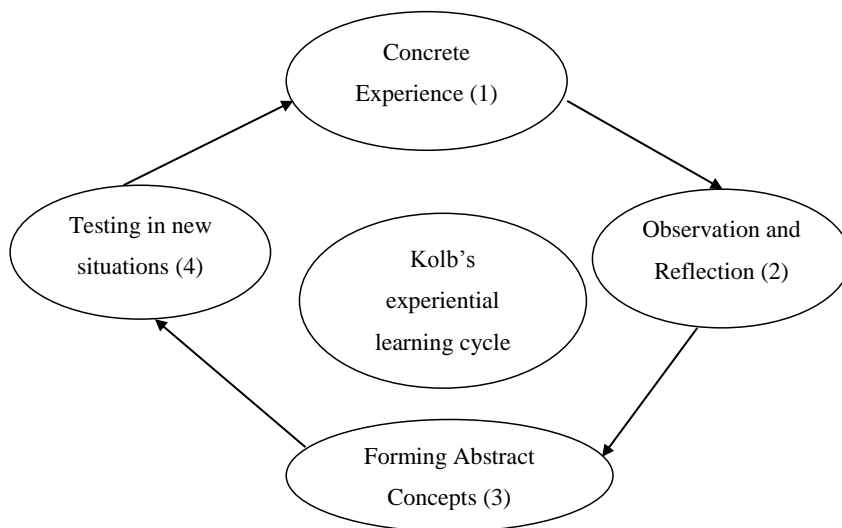 Concrete
Experience (1)
Testing in new
situations (4)
Observation and
Reflection (2)
Kolb’s
experiential
learning cycle
Forming Abstract
Concepts (3)